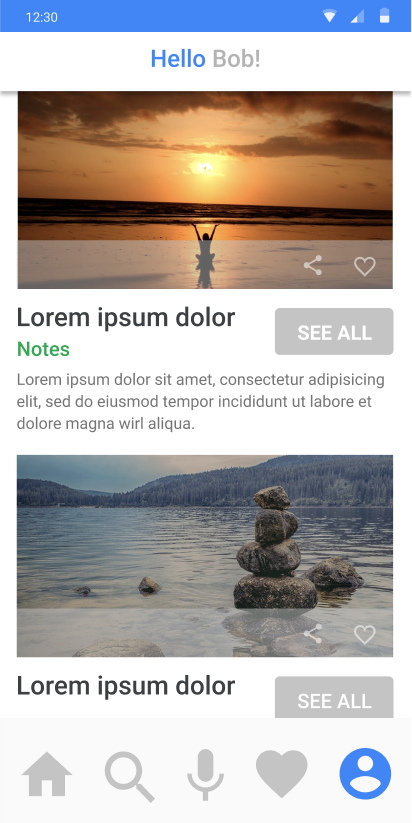 12:30
Hello Bob!
Lorem ipsum dolor
SEE ALL
Notes
Lorem ipsum dolor sit amet, consectetur adipisicing
elit, sed do eiusmod tempor incididunt ut labore et
dolore magna wirl aliqua.
Lorem ipsum dolor
SEE ALL